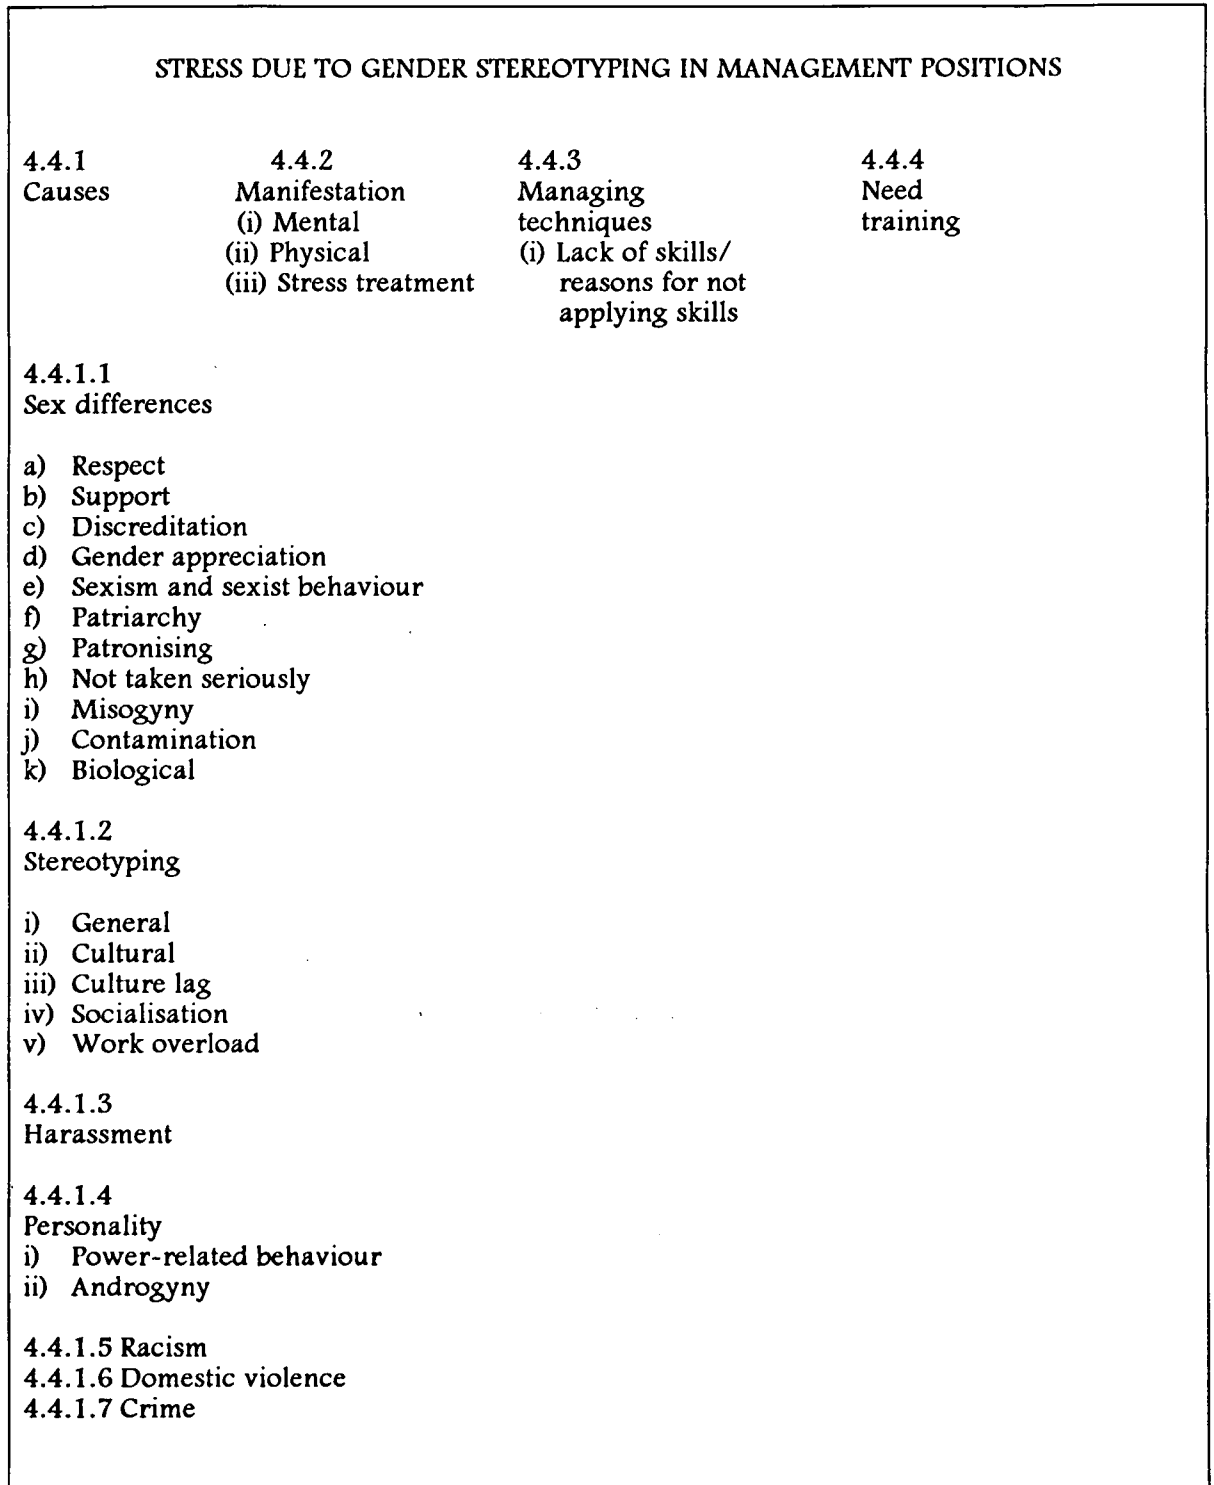 STRESS DUE TO GENDER STEREOTYPING IN MANAGEMENT POSITIONS
4.4.1 4.4.2 4.4.3 4.4.4
Causes Manifestation Managing Need
(i) Mental techniques training
(ii) Physical (i) Lack of skills/
(iii) Stress treatment reasons for not
applying skills
4.4.1.1
Sex differences
a) Respect
b) Support
c) Discreditation
d) Gender appreciation
e) Sexism and sexist behaviour
f) Patriarchy
g) Patronising
h) Not taken seriously
i) Misogyny
j) Contamination
k) Biological
4.4.1.2
Stereotyping
i) General
ii) Cultural
iii) Culture lag
iv) Socialisation
v) Work overload
4.4.1.3
Harassment
4.4.1.4
Personality
i) Power-related behaviour
ii) Androgyny
4.4.1.5 Racism
4.4.1.6 Domestic violence
4.4.1.7 Crime